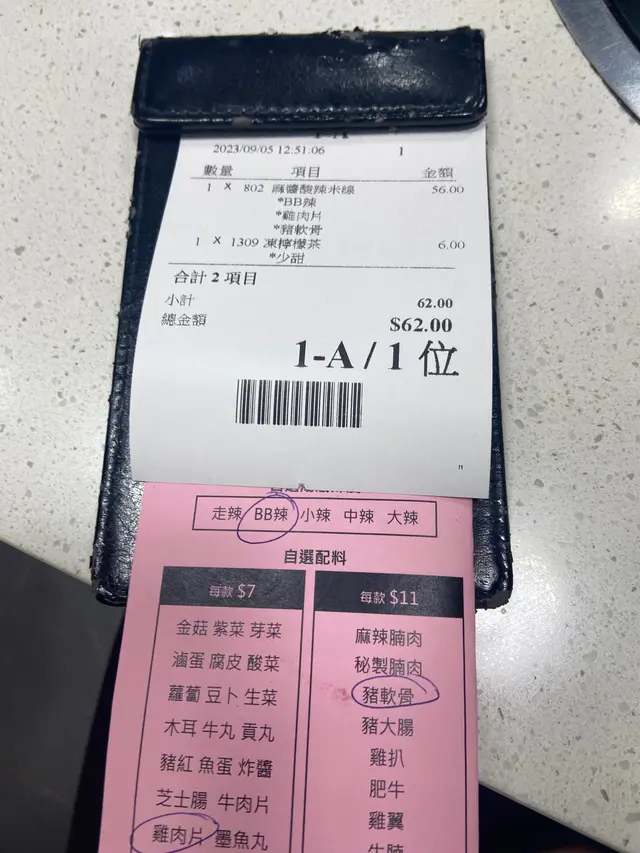 1-A
2023/09/05 12:51:06 1
數量 項目 金額
1 X 802 麻醬酸辣米線 56.00
*BB辣
*雞肉片
*豬軟骨
1 X 1309 凍檸檬茶 6.00
*少甜
合計 2 項目
小計 62.00
總金額 $62.00
1-A / 1 位
走辣 BB辣 小辣 中辣 大辣
自選配料
每款 $7
金菇 紫菜 芽菜
滷蛋 腐皮 酸菜
蘿蔔 豆卜 生菜
木耳 牛丸 貢丸
豬紅 魚蛋 炸醬
芝士腸 牛肉片
雞肉片 墨魚丸
每款 $11
麻辣腩肉
秘製腩肉
豬軟骨
豬大腸
雞扒
肥牛
雞翼
牛腩